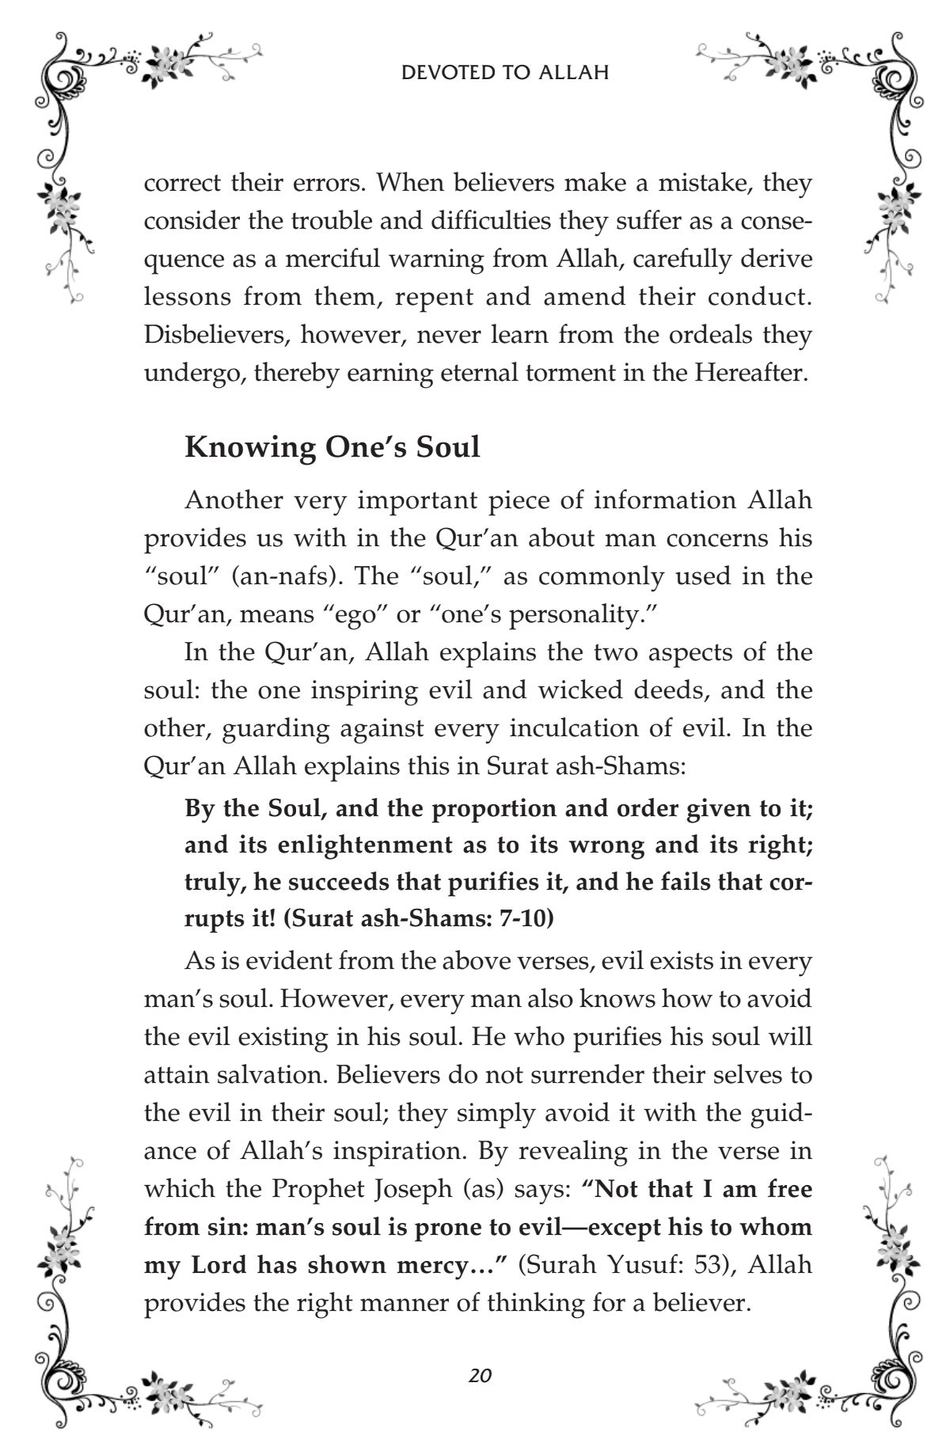 DEVOTED TO ALLAH
correct their errors. When believers make a mistake, they
consider the trouble and difficulties they suffer as a conse-
quence as a merciful warning from Allah, carefully derive
lessons from them, repent and amend their conduct.
Disbelievers, however, never learn from the ordeals they
undergo, thereby earning eternal torment in the Hereafter.
Knowing One’s Soul
Another very important piece of information Allah
provides us with in the Qur’an about man concerns his
“soul” (an-nafs). The “soul,” as commonly used in the
Qur’an, means “ego” or “one’s personality.”
In the Qur’an, Allah explains the two aspects of the
soul: the one inspiring evil and wicked deeds, and the
other, guarding against every inculcation of evil. In the
Qur’an Allah explains this in Surat ash-Shams:
By the Soul, and the proportion and order given to it;
and its enlightenment as to its wrong and its right;
truly, he succeeds that purifies it, and he fails that cor-
rupts it! (Surat ash-Shams: 7-10)
As is evident from the above verses, evil exists in every
man’s soul. However, every man also knows how to avoid
the evil existing in his soul. He who purifies his soul will
attain salvation. Believers do not surrender their selves to
the evil in their soul; they simply avoid it with the guid-
ance of Allah’s inspiration. By revealing in the verse in
which the Prophet Joseph (as) says: “Not that I am free
from sin: man’s soul is prone to evil—except his to whom
my Lord has shown mercy…” (Surah Yusuf: 53), Allah
provides the right manner of thinking for a believer.
20